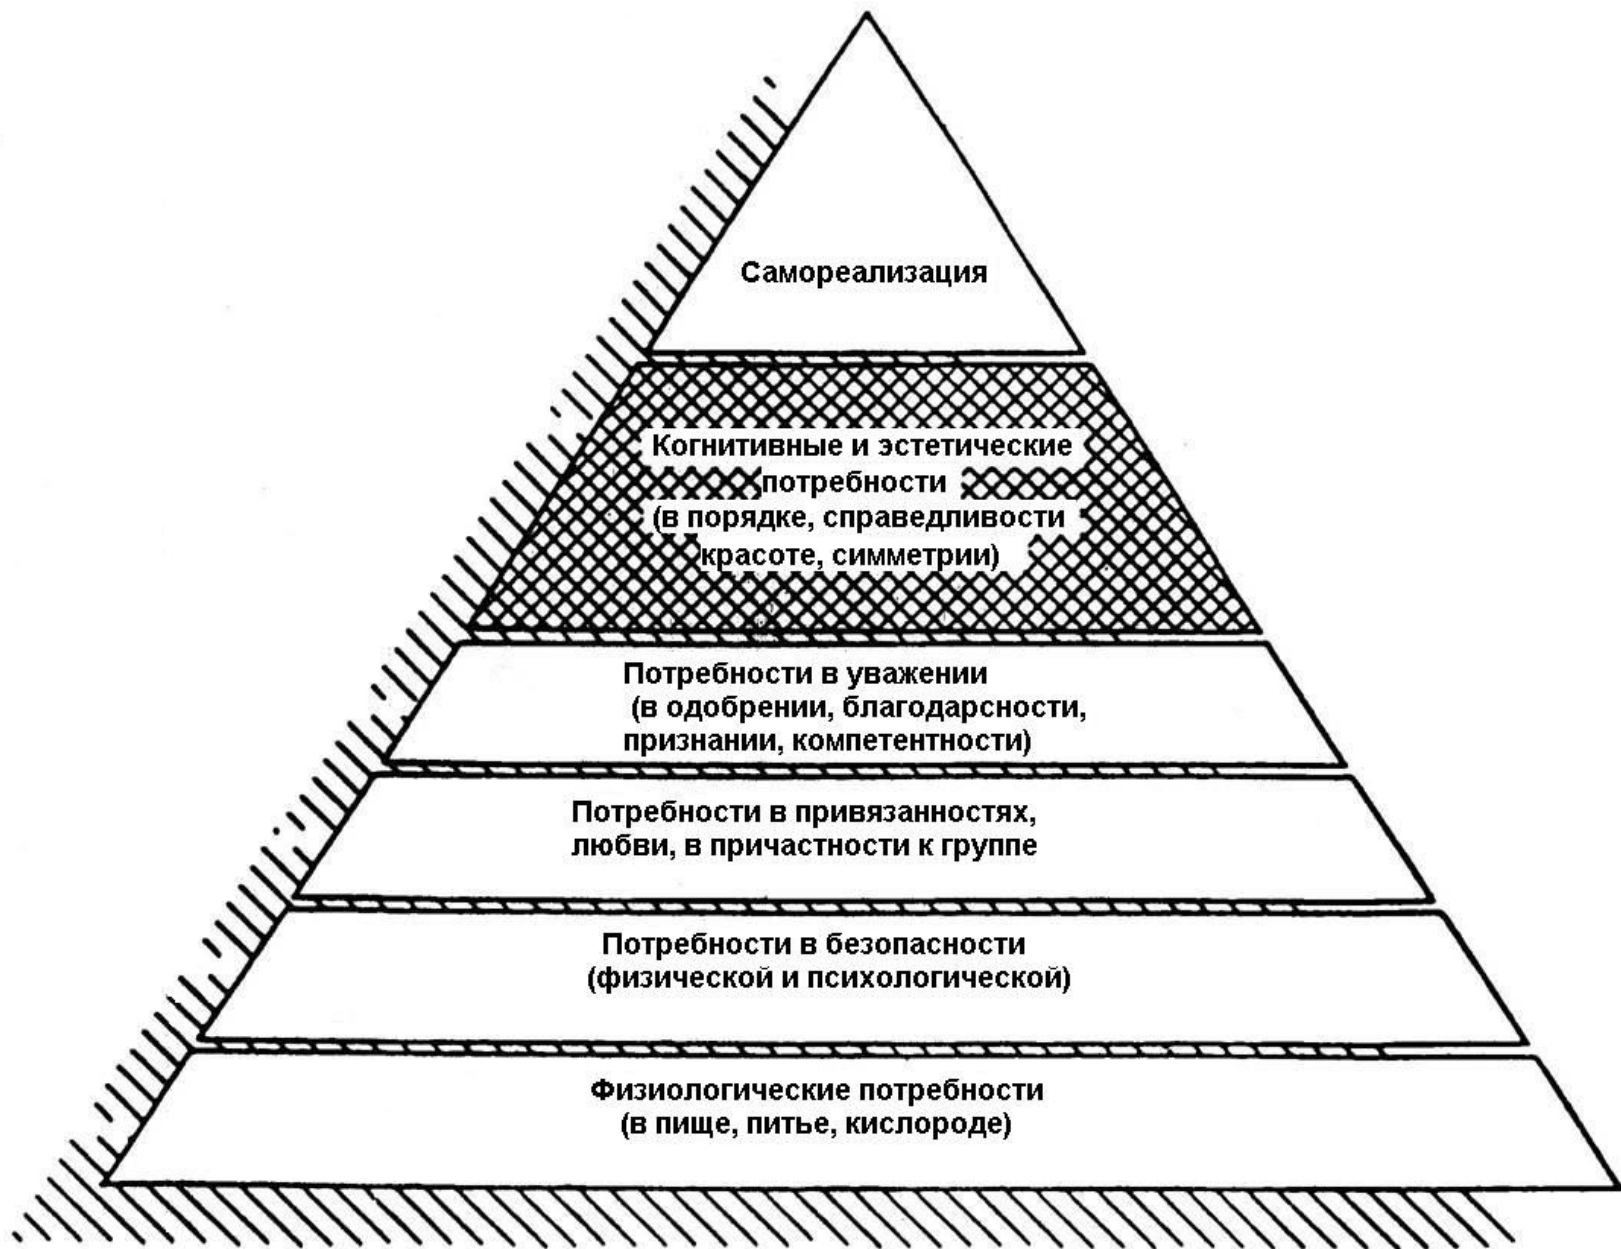 Самореализация
Когнитивные и эстетические
потребности
(в порядке, справедливости
красоте, симметрии)
Потребности в уважении
(в одобрении, благодарсности,
признании, компетентности)
Потребности в привязанностях,
любви, в причастности к группе
Потребности в безопасности
(физической и психологической)
Физиологические потребности
(в пище, питье, кислороде)